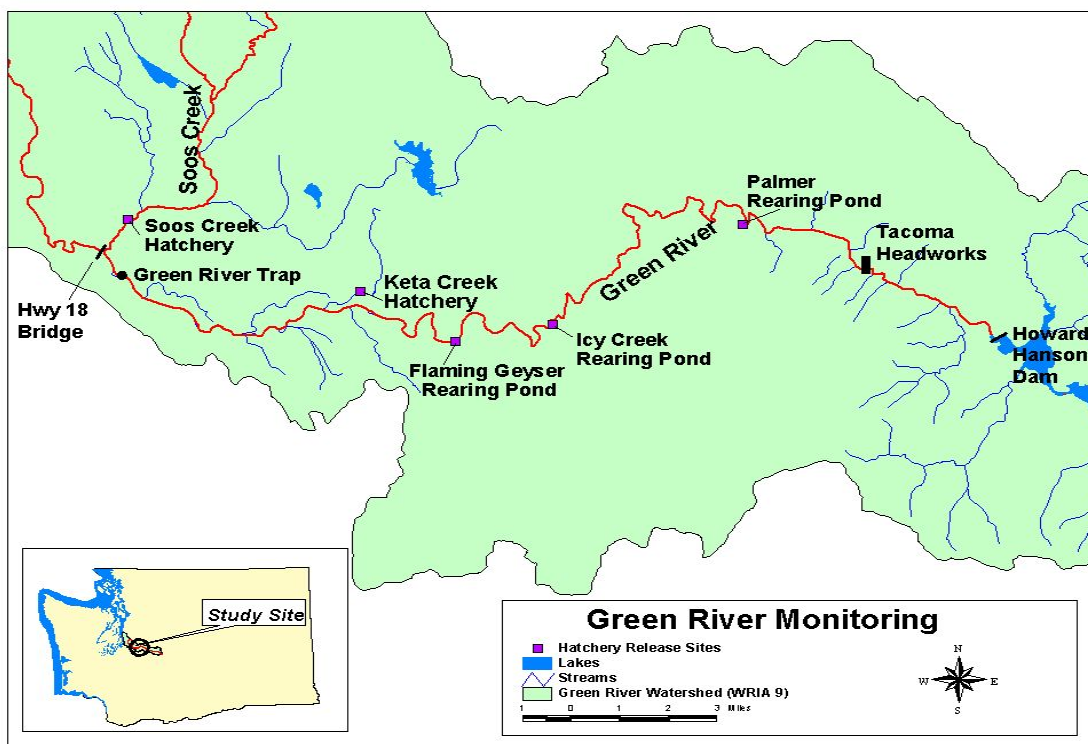 Soos Creek
Soos Creek
Hatchery
Green River Trap
Hwy 18
Bridge
Keta Creek
Hatchery
Flaming Geyser
Rearing Pond
Icy Creek
Rearing Pond
Green River
Palmer
Rearing Pond
Tacoma
Headworks
Howard
Hanson
Dam
Study Site
Green River Monitoring
Hatchery Release Sites
Lakes
Streams
Green River Watershed (WRIA 9)
1 0 1 2 3 Miles
N
W E
S